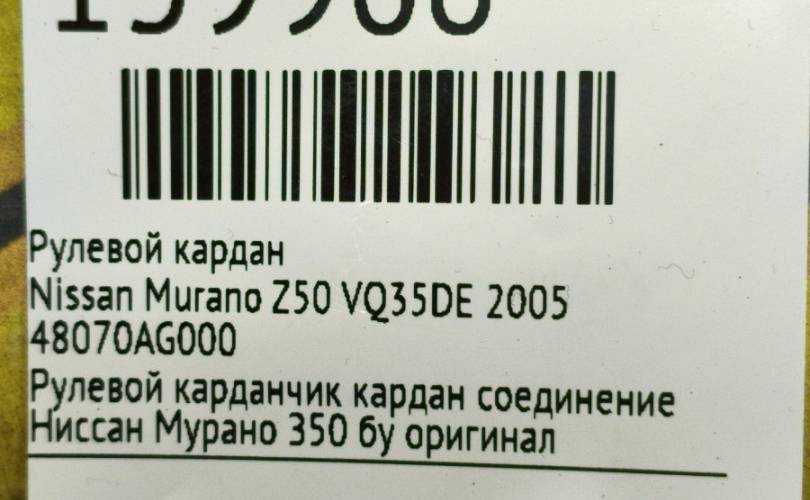 Рулевой кардан
Nissan Murano Z50 VQ35DE 2005
48070AG000
Рулевой карданчик кардан соединение
Ниссан Мурано 350 бу оригинал